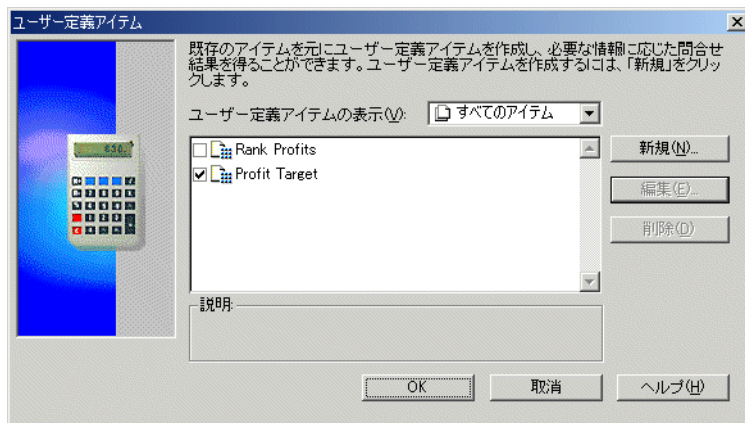 ユーザー定義アイテム
既存のアイテムを元にユーザー定義アイテムを作成し、必要な情報に応じた問合せ
結果を得ることができます。ユーザー定義アイテムを作成するには、「新規」をクリッ
クします。
ユーザー定義アイテムの表示(V): すべてのアイテム
Rank Profits
Profit Target
新規(N)...
編集(E)...
削除(D)
説明:
OK 取消 ヘルプ(H)